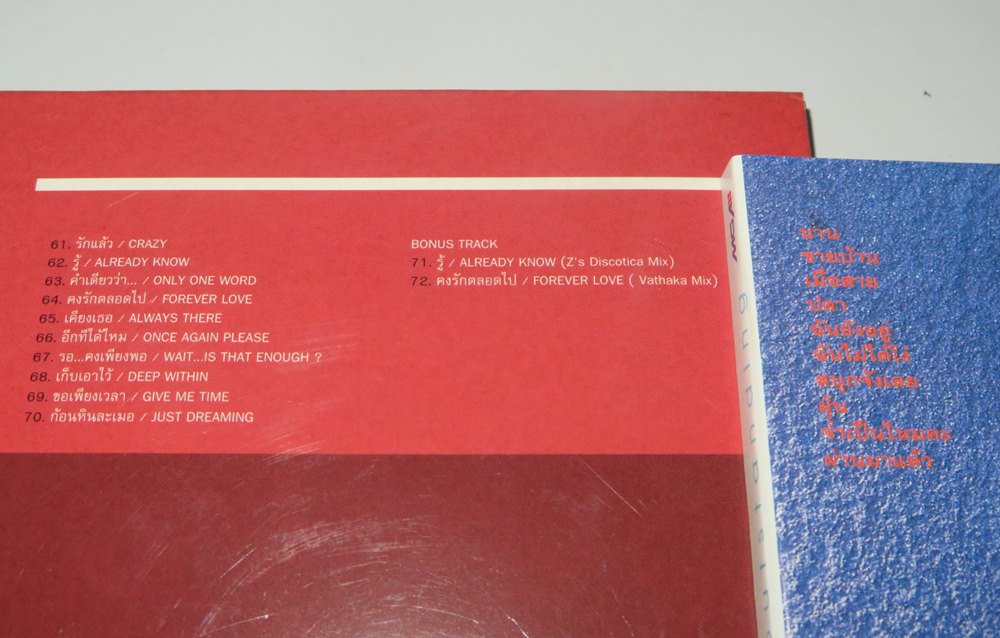 61. รักแล้ว / CRAZY
62. รู้ / ALREADY KNOW
63. คำเดียวว่า... / ONLY ONE WORD
64. คงรักตลอดไป / FOREVER LOVE
65. เคียงเธอ / ALWAYS THERE
66. อีกทีได้ไหม / ONCE AGAIN PLEASE
67. รอ...คงเพียงพอ / WAIT...IS THAT ENOUGH ?
68. เก็บเอาไว้ / DEEP WITHIN
69. ขอเพียงเวลา / GIVE ME TIME
70. ก้อนหินละเมอ / JUST DREAMING
BONUS TRACK
71. รู้ / ALREADY KNOW (Z's Discotica Mix)
72. คงรักตลอดไป / FOREVER LOVE ( Vathaka Mix)
นาน
ชายบ้าน
เมื่อสาย
ปลา
ฉันยังอยู่
ฉันไม่ได้โง่
สนุกจังเลย
ฝุ่น
จำเป็นไหมคะ
ผ่านมาแล้ว